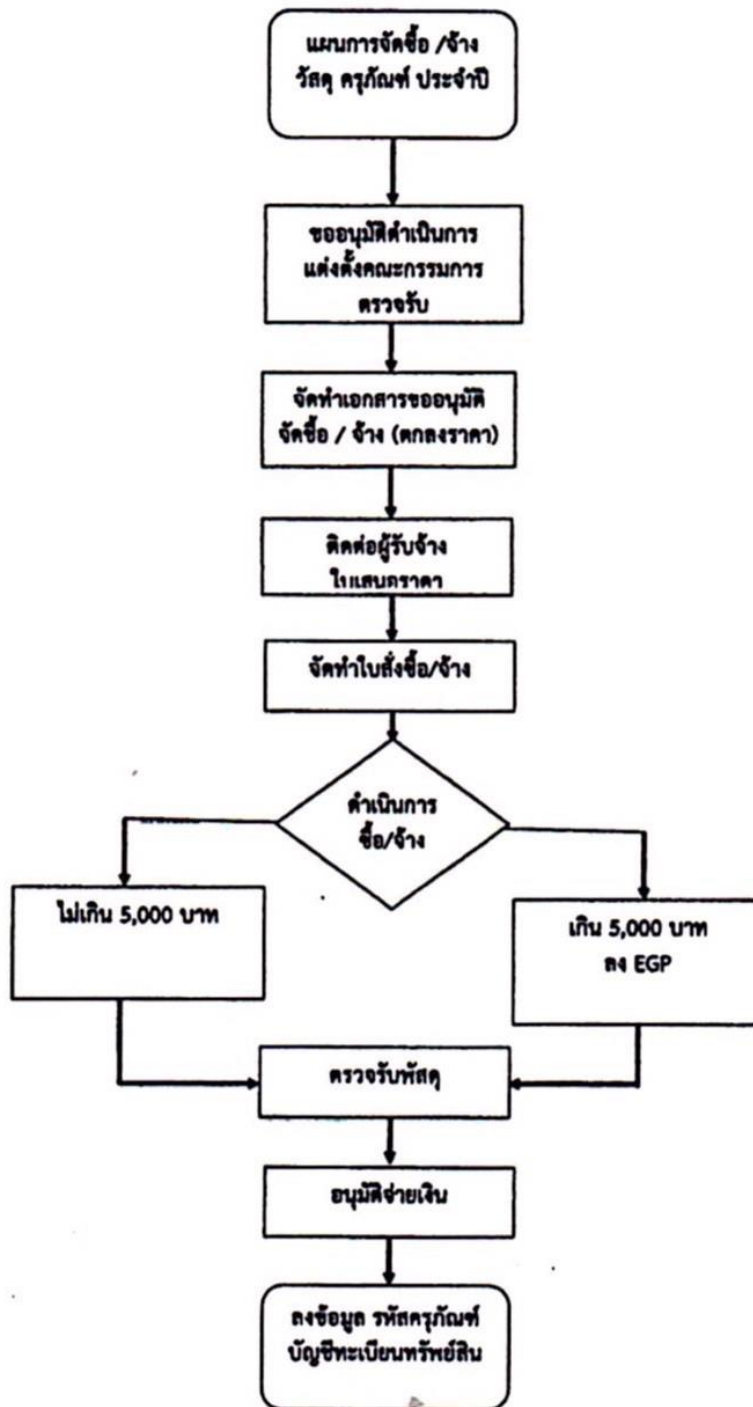 แผนการจัดซื้อ /จ้าง
วัสดุ ครุภัณฑ์ ประจำปี
ขออนุมัติดำเนินการ
แต่งตั้งคณะกรรมการ
ตรวจรับ
จัดทำเอกสารขออนุมัติ
จัดซื้อ / จ้าง (ตกลงราคา)
ติดต่อผู้รับจ้าง
ใบเสนอราคา
จัดทำใบสั่งซื้อ/จ้าง
ดำเนินการ
ซื้อ/จ้าง
ไม่เกิน 5,000 บาท
เกิน 5,000 บาท
ลง EGP
ตรวจรับพัสดุ
อนุมัติจ่ายเงิน
ลงข้อมูล รหัสครุภัณฑ์
บัญชีทะเบียนทรัพย์สิน